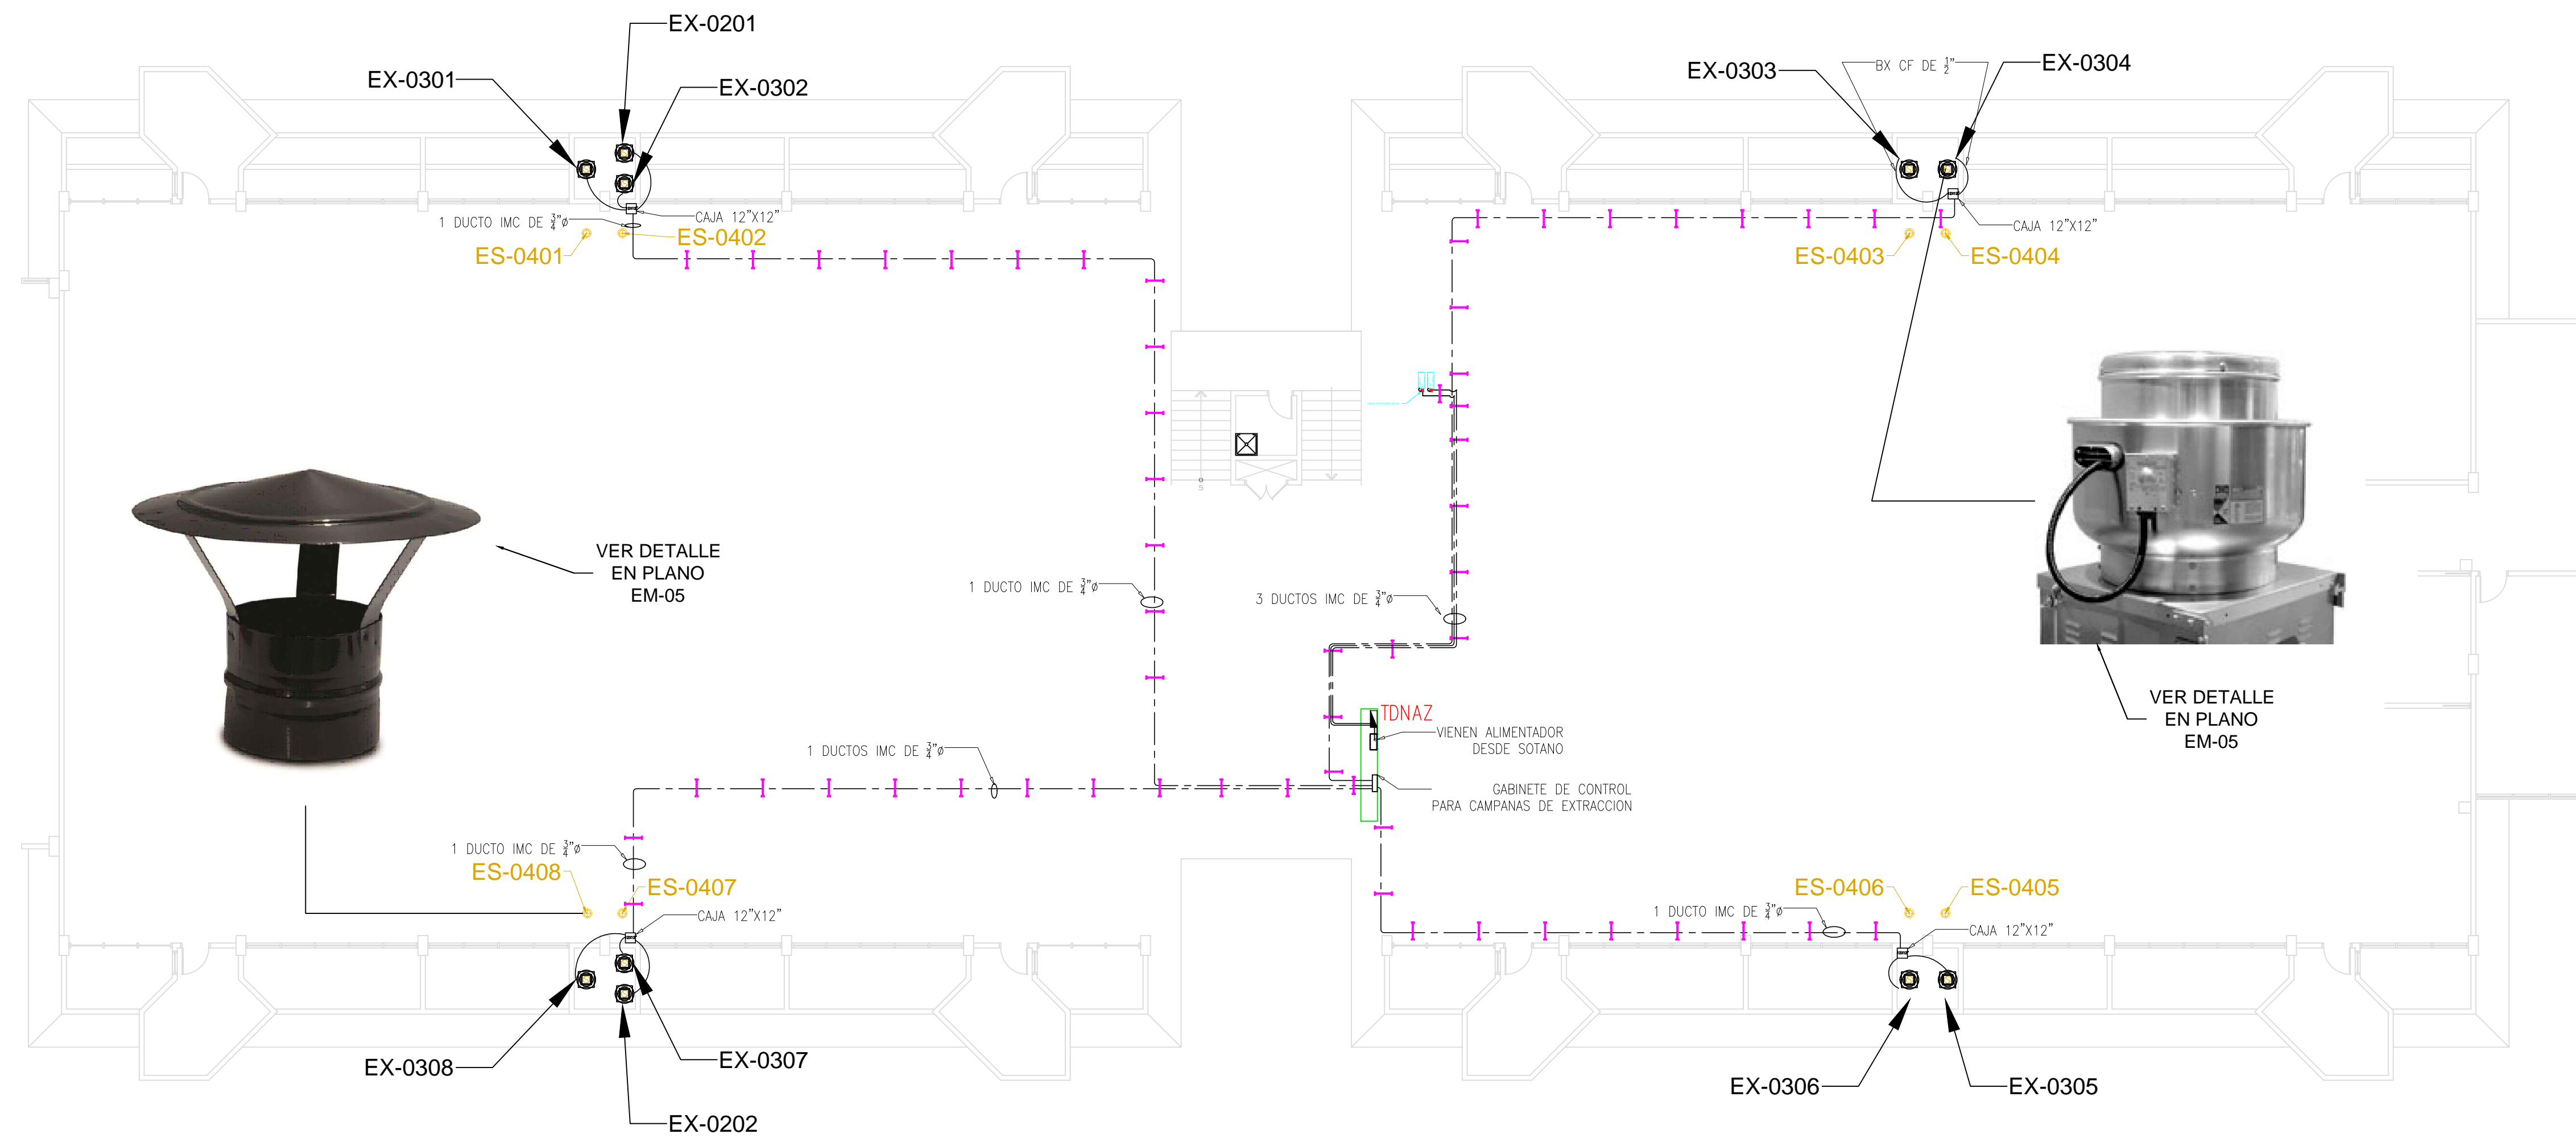 EX-0201
EX-0301
EX-0302
EX-0303
BX CF DE 1/2"
EX-0304
1 DUCTO IMC DE 3/4"ø
CAJA 12"X12"
ES-0401
ES-0402
CAJA 12"X12"
ES-0403
ES-0404
S
VER DETALLE
EN PLANO
EM-05
1 DUCTO IMC DE 3/4"ø
3 DUCTOS IMC DE 3/4"ø
VER DETALLE
EN PLANO
EM-05
TDNAZ
VIENEN ALIMENTADOR
DESDE SOTANO
1 DUCTOS IMC DE 3/4"ø
GABINETE DE CONTROL
PARA CAMPANAS DE EXTRACCION
1 DUCTO IMC DE 3/4"ø
ES-0408
ES-0407
CAJA 12"X12"
ES-0406
ES-0405
1 DUCTO IMC DE 3/4"ø
CAJA 12"X12"
EX-0308
EX-0307
EX-0202
EX-0306
EX-0305